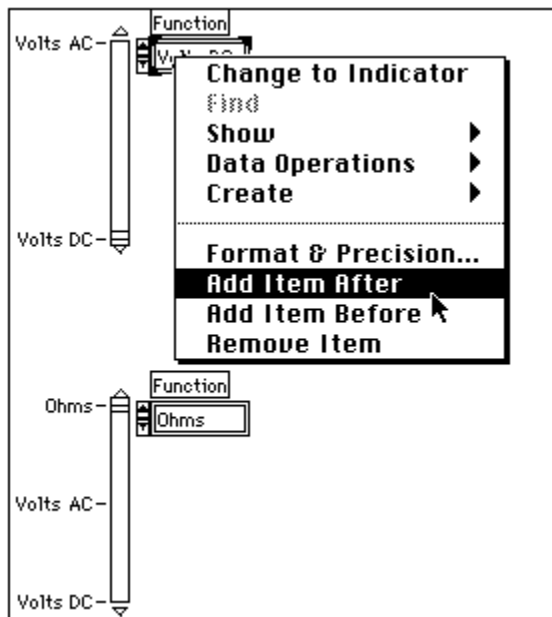 Function
Volts AC
Change to Indicator
Find
Show
Data Operations
Create
Volts DC
Format & Precision...
Add Item After
Add Item Before
Remove Item
Function
Ohms
Ohms
Volts AC
Volts DC